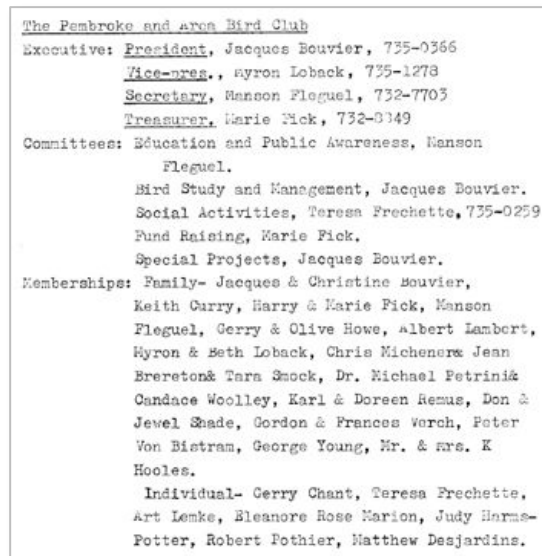 The Pembroke and Area Bird Club
Executive: President, Jacques Bouvier, 735-0366
Vice-pres., Myron Loback, 735-1278
Secretary, Manson Fleguel, 732-7703
Treasurer, Marie Fick, 732-8349
Committees: Education and Public Awareness, Manson
Fleguel.
Bird Study and Management, Jacques Bouvier.
Social Activities, Teresa Frechette, 735-0259
Fund Raising, Marie Fick.
Special Projects, Jacques Bouvier.
Memberships: Family- Jacques & Christine Bouvier,
Keith Curry, Harry & Marie Fick, Manson
Fleguel, Gerry & Olive Howe, Albert Lambert,
Myron & Beth Loback, Chris Michener& Jean
Brereton& Tara Smock, Dr. Michael Petrini&
Candace Woolley, Karl & Doreen Remus, Don &
Jewel Shade, Gordon & Frances Verch, Peter
Von Bistram, George Young, Mr. & Mrs. K
Hooles.
Individual- Gerry Chant, Teresa Frechette,
Art Lemke, Eleanore Rose Marion, Judy Harms-
Potter, Robert Pothier, Matthew Desjardins.